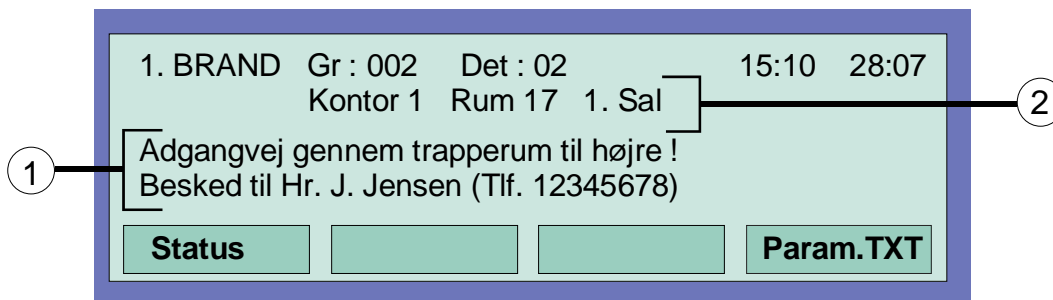 1. BRAND Gr : 002 Det : 02 15:10 28:07
Kontor 1 Rum 17 1. Sal
2
1
Adgangvej gennem trapperum til højre !
Besked til Hr. J. Jensen (Tlf. 12345678)
Status Param.TXT